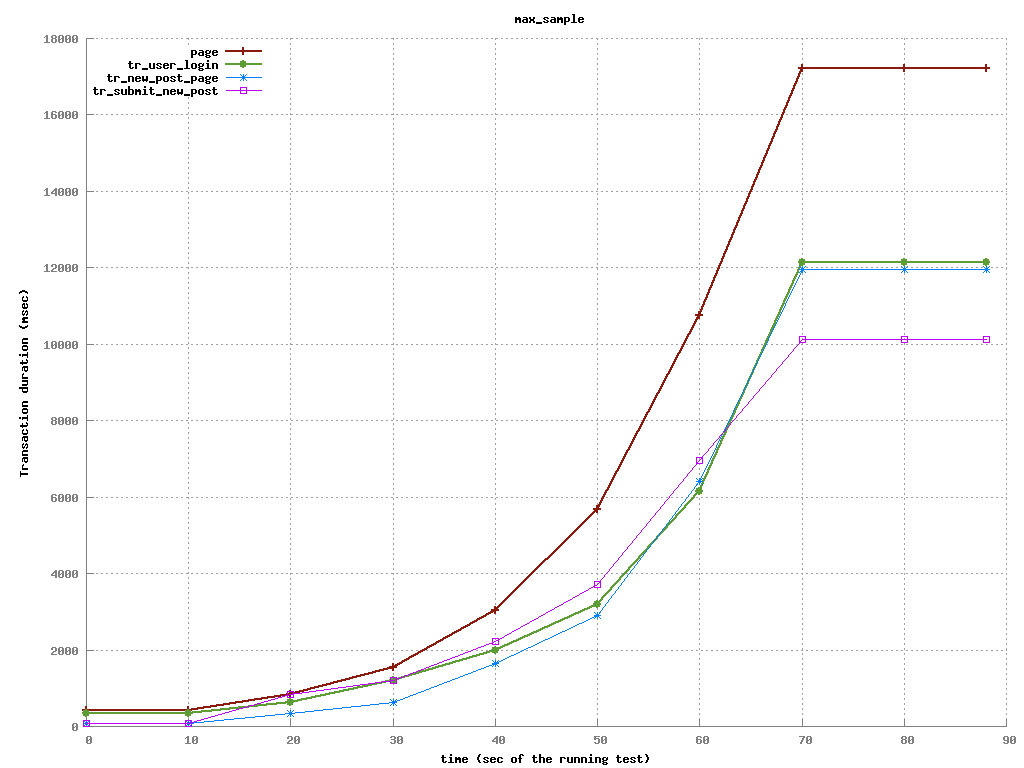 max_sample
18000
16000
14000
12000
10000
8000
6000
4000
2000
0
page
tr_user_login
tr_new_post_page
tr_submit_new_post
Transaction duration (msec)
0 10 20 30 40 50 60 70 80 90
time (sec of the running test)